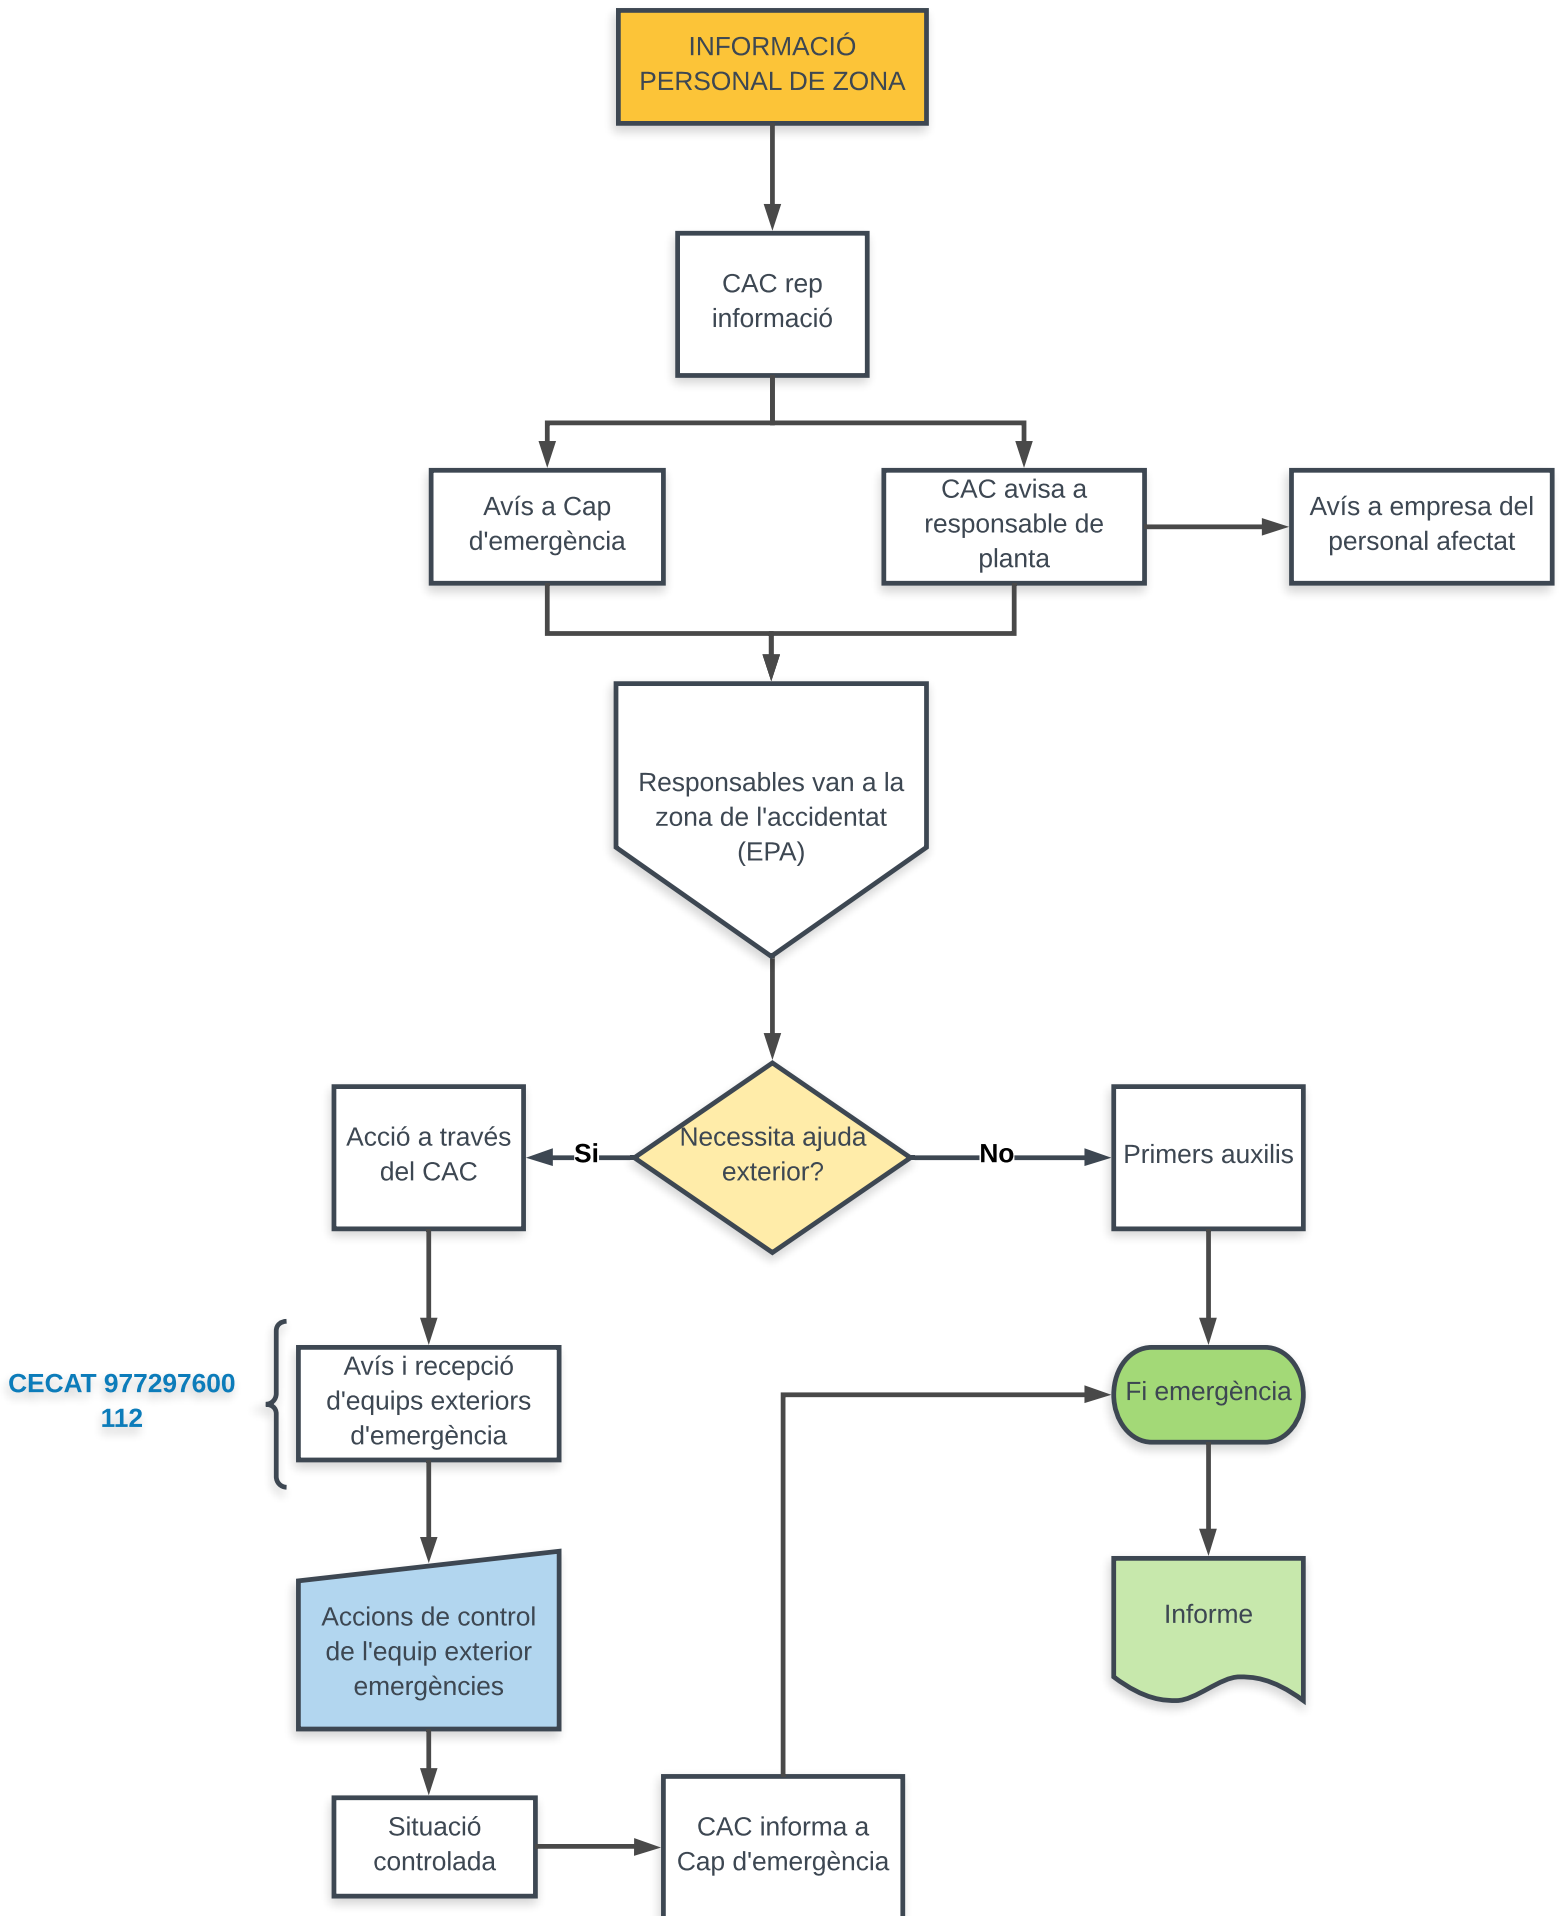 INFORMACIÓ
PERSONAL DE ZONA
CAC rep
informació
Avís a Cap
d'emergència
CAC avisa a
responsable de
planta
Avís a empresa del
personal afectat
Responsables van a la
zona de l'accidentat
(EPA)
Necessita ajuda
exterior?
Si
No
Acció a través
del CAC
Primers auxilis
CECAT 977297600
112
Avís i recepció
d'equips exteriors
d'emergència
Fi emergència
Accions de control
de l'equip exterior
emergències
Informe
Situació
controlada
CAC informa a
Cap d'emergència